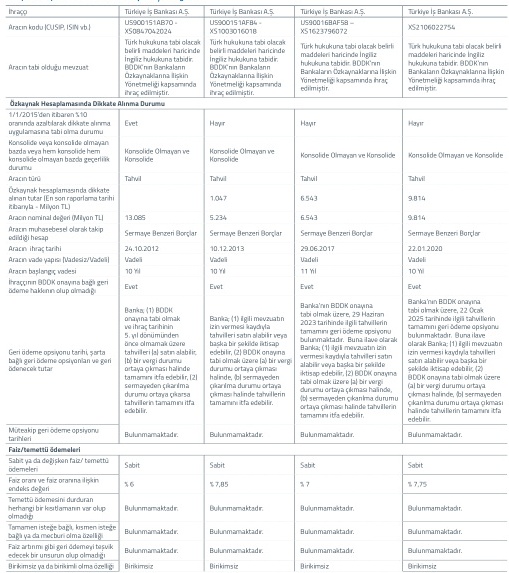 İhraççı Türkiye İş Bankası A.Ş. Türkiye İş Bankası A.Ş. Türkiye İş Bankası A.Ş. Türkiye İş Bankası A.Ş.
Aracın kodu (CUSIP, ISIN vb.)
US900151AB70 -
XS0847042024
US900151AF84 -
XS1003016018
US90016BAF58 –
XS1623796072
XS2106022754
Aracın tabi olduğu mevzuat
Türk hukukuna tabi olacak
belirli maddeleri haricinde
İngiliz hukukuna tabidir.
BDDK'nın Bankaların
Özkaynaklarına İlişkin
Yönetmeliği kapsamında
ihraç edilmiştir.
Türk hukukuna tabi olacak
belirli maddeleri haricinde
İngiliz hukukuna tabidir.
BDDK'nın Bankaların
Özkaynaklarına İlişkin
Yönetmeliği kapsamında
ihraç edilmiştir.
Türk hukukuna tabi olacak belirli
maddeleri haricinde İngiliz
hukukuna tabidir. BDDK'nın
Bankaların Özkaynaklarına İlişkin
Yönetmeliği kapsamında ihraç
edilmiştir.
Türk hukukuna tabi olacak belirli
maddeleri haricinde İngiliz
hukukuna tabidir. BDDK'nın
Bankaların Özkaynaklarına İlişkin
Yönetmeliği kapsamında ihraç
edilmiştir.
Özkaynak Hesaplamasında Dikkate Alınma Durumu
1/1/2015'den itibaren %10
oranında azaltılarak dikkate alınma
uygulamasına tabi olma durumu
Evet Hayır Hayır Hayır
Konsolide veya konsolide olmayan
bazda veya hem konsolide hem
konsolide olmayan bazda geçerlilik
durumu
Konsolide Olmayan ve
Konsolide
Konsolide Olmayan ve
Konsolide
Konsolide Olmayan ve Konsolide Konsolide Olmayan ve Konsolide
Aracın türü Tahvil Tahvil Tahvil Tahvil
Özkaynak hesaplamasında dikkate
alınan tutar (En son raporlama tarihi
itibarıyla - Milyon TL)
1.047 6.543 9.814
Aracın nominal değeri (Milyon TL) 13.085 5.234 6.543 9.814
Aracın muhasebesel olarak takip
edildiği hesap
Sermaye Benzeri Borçlar Sermaye Benzeri Borçlar Sermaye Benzeri Borçlar Sermaye Benzeri Borçlar
Aracın ihraç tarihi 24.10.2012 10.12.2013 29.06.2017 22.01.2020
Aracın vade yapısı (Vadesiz/Vadeli) Vadeli Vadeli Vadeli Vadeli
Aracın başlangıç vadesi 10 Yıl 10 Yıl 11 Yıl 10 Yıl
İhraççının BDDK onayına bağlı geri
ödeme hakkının olup olmadığı
Evet Evet Evet Evet
Geri ödeme opsiyonu tarihi, şarta
bağlı geri ödeme opsiyonları ve geri
ödenecek tutar
Banka; (1) BDDK
onayına tabi olmak
ve ihraç tarihinin
5. yıl dönümünden
önce olmamak üzere
tahvilleri (a) satın alabilir,
(b) bir vergi durumu
ortaya çıkması halinde
tamamını itfa edebilir, (2)
sermayeden çıkarılma
durumu ortaya çıkarsa
tahvillerin tamamını itfa
edebilir.
Banka; (1) ilgili mevzuatın
izin vermesi kaydıyla
tahvilleri satın alabilir veya
başka bir şekilde iktisap
edebilir, (2) BDDK onayına
tabi olmak üzere (a) bir vergi
durumu ortaya çıkması
halinde, (b) sermayeden
çıkarılma durumu ortaya
çıkması halinde tahvillerin
tamamını itfa edebilir.
Banka'nın BDDK onayına
tabi olmak üzere, 29 Haziran
2023 tarihinde ilgili tahvillerin
tamamını geri ödeme opsiyonu
bulunmaktadır. Buna ilave olarak
Banka; (1) ilgili mevzuatın izin
vermesi kaydıyla tahvilleri satın
alabilir veya başka bir şekilde
iktisap edebilir, (2) BDDK onayına
tabi olmak üzere (a) bir vergi
durumu ortaya çıkması halinde,
(b) sermayeden çıkarılma durumu
ortaya çıkması halinde tahvillerin
tamamını itfa edebilir.
Banka'nın BDDK onayına
tabi olmak üzere, 22 Ocak
2025 tarihinde ilgili tahvillerin
tamamını geri ödeme opsiyonu
bulunmaktadır. Buna ilave
olarak Banka; (1) ilgili mevzuatın
izin vermesi kaydıyla tahvilleri
satın alabilir veya başka bir
şekilde iktisap edebilir, (2)
BDDK onayına tabi olmak üzere
(a) bir vergi durumu ortaya
çıkması halinde, (b) sermayeden
çıkarılma durumu ortaya çıkması
halinde tahvillerin tamamını itfa
edebilir.
Müteakip geri ödeme opsiyonu
tarihleri
Bulunmamaktadır. Bulunmamaktadır. Bulunmamaktadır. Bulunmamaktadır.
Faiz/temettü ödemeleri
Sabit ya da değişken faiz/ temettü
ödemeleri
Sabit Sabit Sabit Sabit
Faiz oranı ve faiz oranına ilişkin
endeks değeri
% 6 % 7,85 % 7 % 7,75
Temettü ödemesini durduran
herhangi bir kısıtlamanın var olup
olmadığı
Bulunmamaktadır. Bulunmamaktadır. Bulunmamaktadır. Bulunmamaktadır.
Tamamen isteğe bağlı, kısmen isteğe
bağlı ya da mecburi olma özelliği
Bulunmamaktadır. Bulunmamaktadır. Bulunmamaktadır. Bulunmamaktadır.
Faiz artırımı gibi geri ödemeyi teşvik
edecek bir unsurun olup olmadığı
Bulunmamaktadır. Bulunmamaktadır. Bulunmamaktadır. Bulunmamaktadır.
Birikimsiz ya da birikimli olma özelliği Birikimsiz Birikimsiz Birikimsiz Birikimsiz